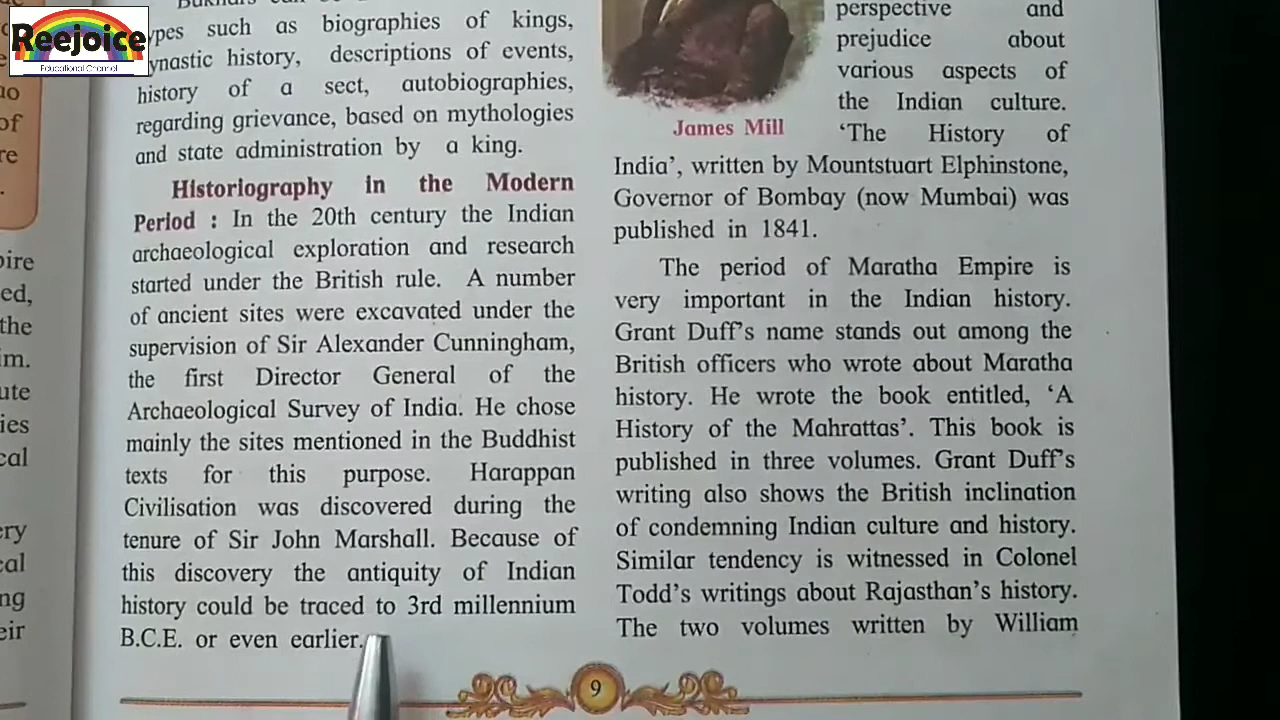 Reejoice
Educational Channel
ypes such as biographies of kings,
ynastic history, descriptions of events,
history of a sect, autobiographies,
regarding grievance, based on mythologies
and state administration by a king.
Historiography in the Modern
Period : In the 20th century the Indian
archaeological exploration and research
started under the British rule. A number
of ancient sites were excavated under the
supervision of Sir Alexander Cunningham,
the first Director General of the
Archaeological Survey of India. He chose
mainly the sites mentioned in the Buddhist
texts for this purpose. Harappan
Civilisation was discovered during the
tenure of Sir John Marshall. Because of
this discovery the antiquity of Indian
history could be traced to 3rd millennium
B.C.E. or even earlier.
perspective and
prejudice about
various aspects of
the Indian culture.
James Mill
'The History of
India', written by Mountstuart Elphinstone,
Governor of Bombay (now Mumbai) was
published in 1841.
The period of Maratha Empire is
very important in the Indian history.
Grant Duff's name stands out among the
British officers who wrote about Maratha
history. He wrote the book entitled, 'A
History of the Mahrattas'. This book is
published in three volumes. Grant Duff's
writing also shows the British inclination
of condemning Indian culture and history.
Similar tendency is witnessed in Colonel
Todd's writings about Rajasthan's history.
The two volumes written by William
9